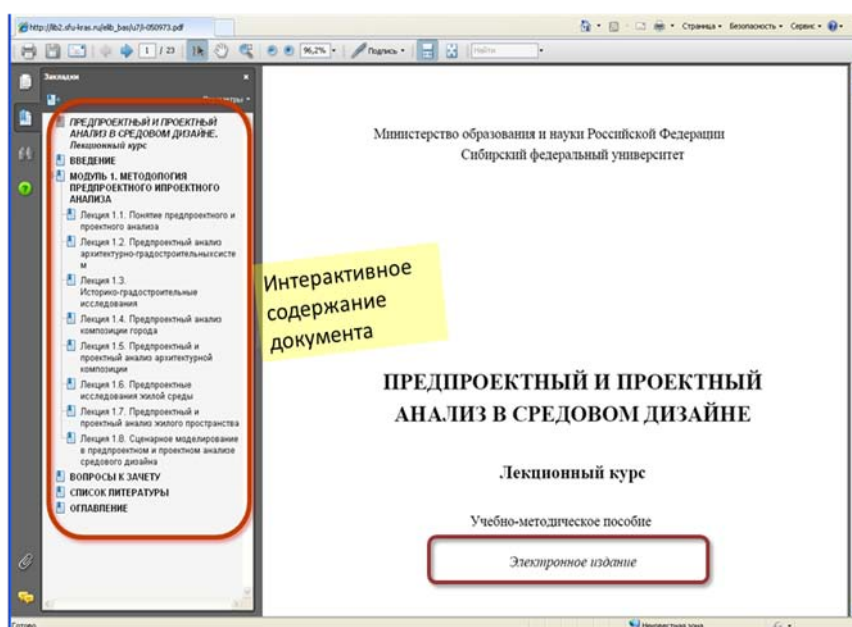 http://lib2.sfu-kras.ru/elib_bas/u7/i-050973.pdf
Страница Безопасность Сервис
1 / 23
96,2%
Подпись
Найти
Закладки
Параметры
ПРЕДПРОЕКТНЫЙ И ПРОЕКТНЫЙ
АНАЛИЗ В СРЕДОВОМ ДИЗАЙНЕ.
Лекционный курс
ВВЕДЕНИЕ
МОДУЛЬ 1. МЕТОДОЛОГИЯ
ПРЕДПРОЕКТНОГО ИПРОЕКТНОГО
АНАЛИЗА
Лекция 1.1. Понятие предпроектного и
проектного анализа
Лекция 1.2. Предпроектный анализ
архитектурно-градостроительныхсисте
м
Лекция 1.3.
Историко-градостроительные
исследования
Лекция 1.4. Предпроектный анализ
композиции города
Лекция 1.5. Предпроектный и
проектный анализ архитектурной
композиции
Лекция 1.6. Предпроектные
исследования жилой среды
Лекция 1.7. Предпроектный и
проектный анализ жилого пространства
Лекция 1.8. Сценарное моделирование
в предпроектном и проектном анализе
средового дизайна
ВОПРОСЫ К ЗАЧЕТУ
СПИСОК ЛИТЕРАТУРЫ
ОГЛАВЛЕНИЕ
Интерактивное
содержание
документа
Министерство образования и науки Российской Федерации
Сибирский федеральный университет
ПРЕДПРОЕКТНЫЙ И ПРОЕКТНЫЙ
АНАЛИЗ В СРЕДОВОМ ДИЗАЙНЕ
Лекционный курс
Учебно-методическое пособие
Электронное издание
Готово
Неизвестная зона